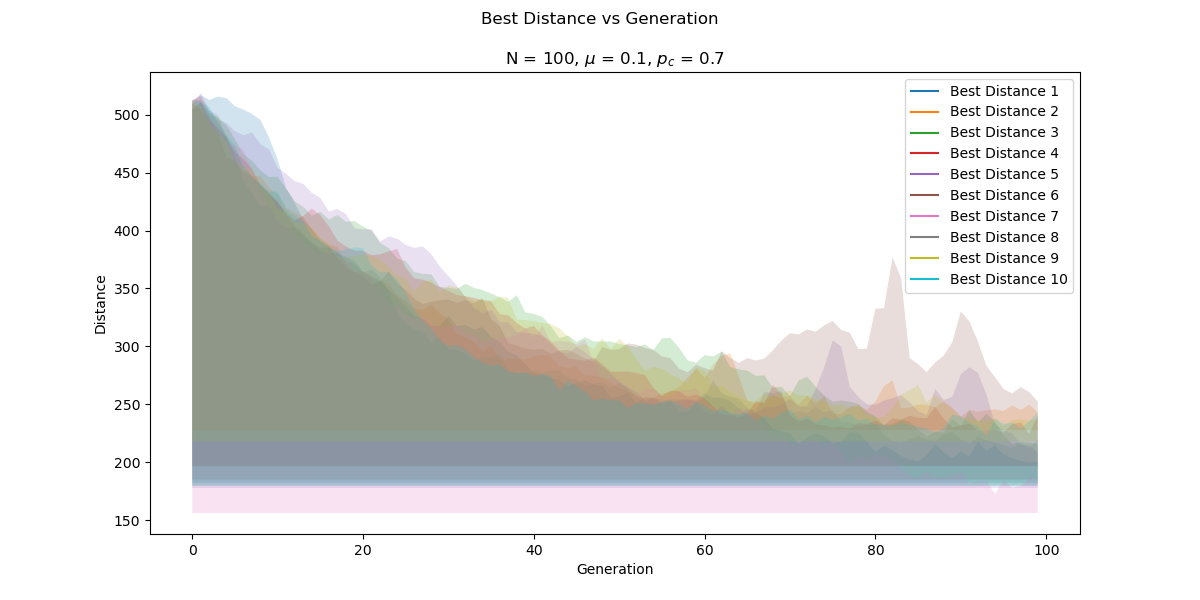 Best Distance vs Generation
N = 100, μ = 0.1, p_c = 0.7
Distance
500
450
400
350
300
250
200
150
0
20
40
60
80
100
Generation
Best Distance 1
Best Distance 2
Best Distance 3
Best Distance 4
Best Distance 5
Best Distance 6
Best Distance 7
Best Distance 8
Best Distance 9
Best Distance 10